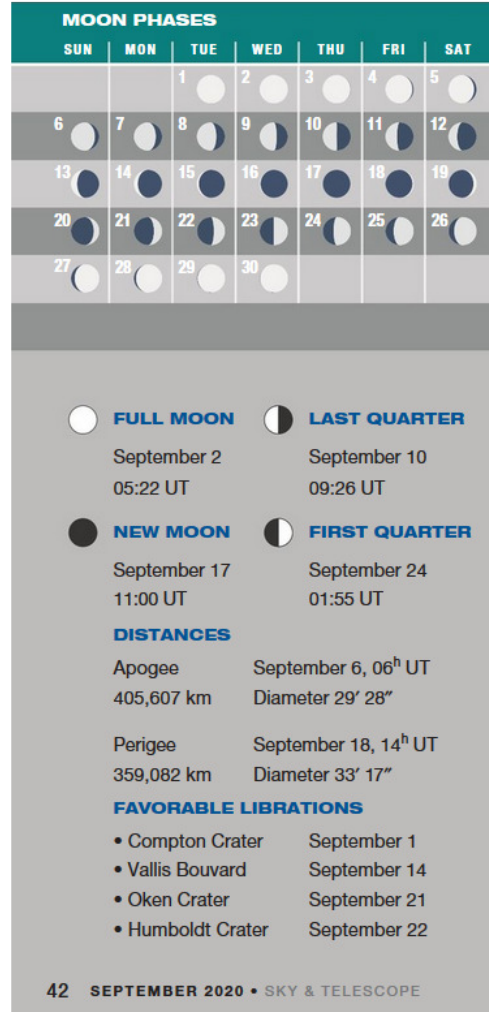 MOON PHASES
SUN MON TUE WED THU FRI SAT
1 2 3 4 5
6 7 8 9 10 11 12
13 14 15 16 17 18 19
20 21 22 23 24 25 26
27 28 29 30
FULL MOON
September 2
05:22 UT
LAST QUARTER
September 10
09:26 UT
NEW MOON
September 17
11:00 UT
FIRST QUARTER
September 24
01:55 UT
DISTANCES
Apogee September 6, 06ʰ UT
405,607 km Diameter 29′ 28″
Perigee September 18, 14ʰ UT
359,082 km Diameter 33′ 17″
FAVORABLE LIBRATIONS
• Compton Crater September 1
• Vallis Bouvard September 14
• Oken Crater September 21
• Humboldt Crater September 22
42 SEPTEMBER 2020 • SKY & TELESCOPE